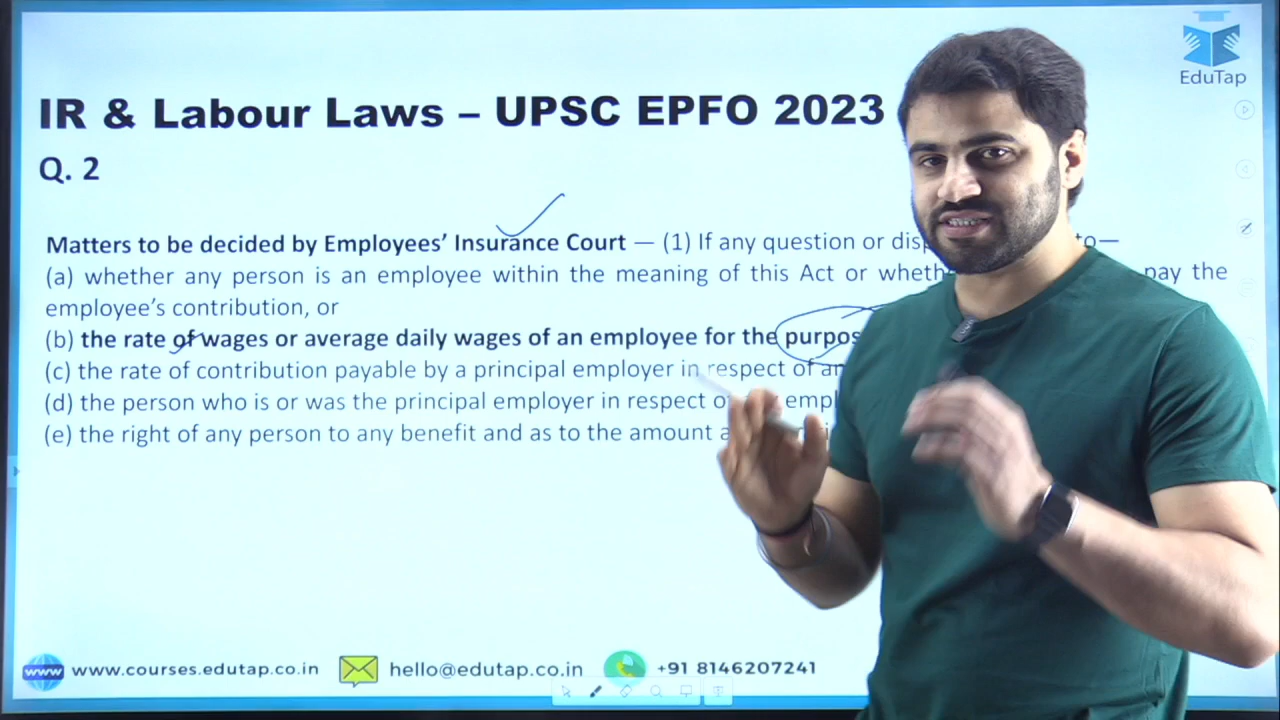 EduTap
IR & Labour Laws – UPSC EPFO 2023
Q. 2
Matters to be decided by Employees’ Insurance Court — (1) If any question or to—
(a) whether any person is an employee within the meaning of this Act or pay the
employee’s contribution, or
(b) the rate of wages or average daily wages of an employee for the
(c) the rate of contribution payable by a principal employer in respect of
(d) the person who is or was the principal employer in respect
(e) the right of any person to any benefit and as to the amount
www www.courses.edutap.co.in hello@edutap.co.in +91 8146207241